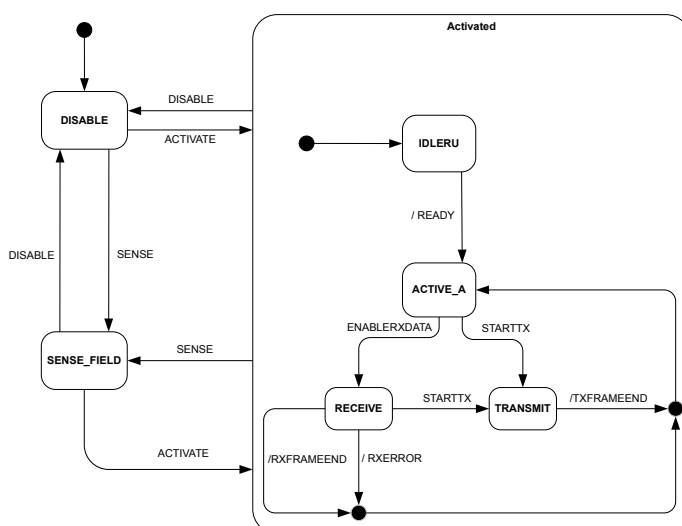 Activated
DISABLE
DISABLE
ACTIVATE
IDLERU
/ READY
DISABLE
SENSE
ACTIVE_A
ENABLERXDATA
STARTTX
SENSE_FIELD
SENSE
RECEIVE
STARTTX
TRANSMIT
/TXFRAMEEND
ACTIVATE
/RXFRAMEEND
/ RXERROR